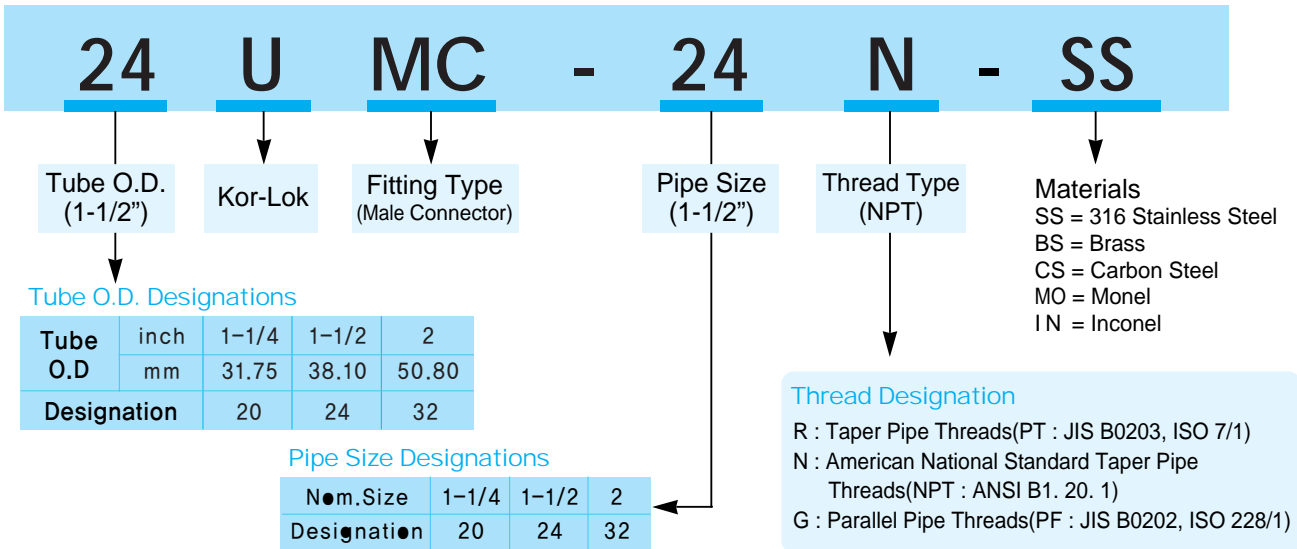 24 U MC - 24 N - SS
Tube O.D.
(1-1/2”)
Kor-Lok
Fitting Type
(Male Connector)
Pipe Size
(1-1/2”)
Thread Type
(NPT)
Materials
SS = 316 Stainless Steel
BS = Brass
CS = Carbon Steel
MO = Monel
IN = Inconel
Tube O.D. Designations
Tube O.D inch 1-1/4 1-1/2 2
mm 31.75 38.10 50.80
Designation 20 24 32
Pipe Size Designations
Nom.Size 1-1/4 1-1/2 2
Designation 20 24 32
Thread Designation
R : Taper Pipe Threads(PT : JIS B0203, ISO 7/1)
N : American National Standard Taper Pipe
Threads(NPT : ANSI B1. 20. 1)
G : Parallel Pipe Threads(PF : JIS B0202, ISO 228/1)